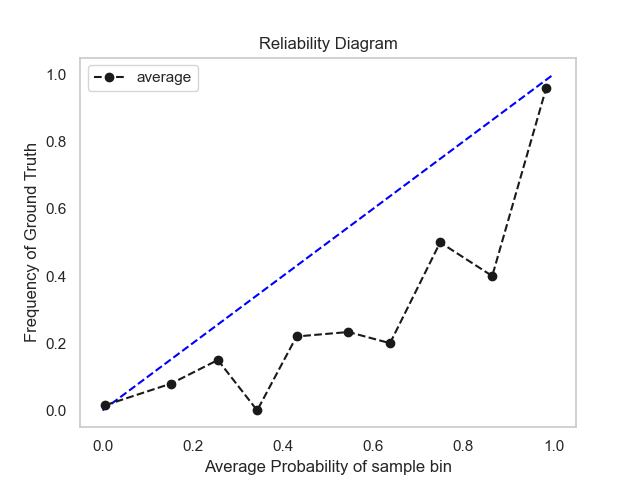 Reliability Diagram
average
1.0
0.8
0.6
0.4
0.2
0.0
Frequency of Ground Truth
0.0 0.2 0.4 0.6 0.8 1.0
Average Probability of sample bin